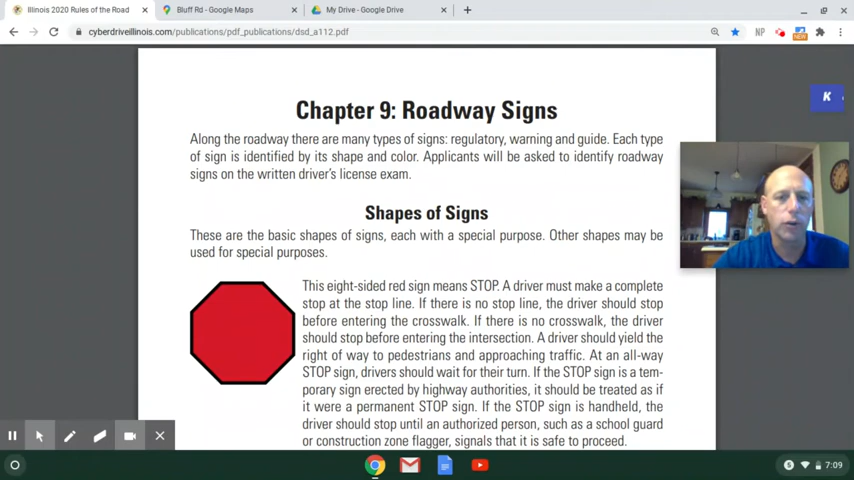 Illinois 2020 Rules of the Road
Bluff Rd - Google Maps
My Drive - Google Drive
cyberdriveillinois.com/publications/pdf_publications/dsd_a112.pdf
NP
NEW
K
Chapter 9: Roadway Signs
Along the roadway there are many types of signs: regulatory, warning and guide. Each type
of sign is identified by its shape and color. Applicants will be asked to identify roadway
signs on the written driver's license exam.
Shapes of Signs
These are the basic shapes of signs, each with a special purpose. Other shapes may be
used for special purposes.
This eight-sided red sign means STOP. A driver must make a complete
stop at the stop line. If there is no stop line, the driver should stop
before entering the crosswalk. If there is no crosswalk, the driver
should stop before entering the intersection. A driver should yield the
right of way to pedestrians and approaching traffic. At an all-way
STOP sign, drivers should wait for their turn. If the STOP sign is a tem-
porary sign erected by highway authorities, it should be treated as if
it were a permanent STOP sign. If the STOP sign is handheld, the
driver should stop until an authorized person, such as a school guard
or construction zone flagger, signals that it is safe to proceed.
7:09